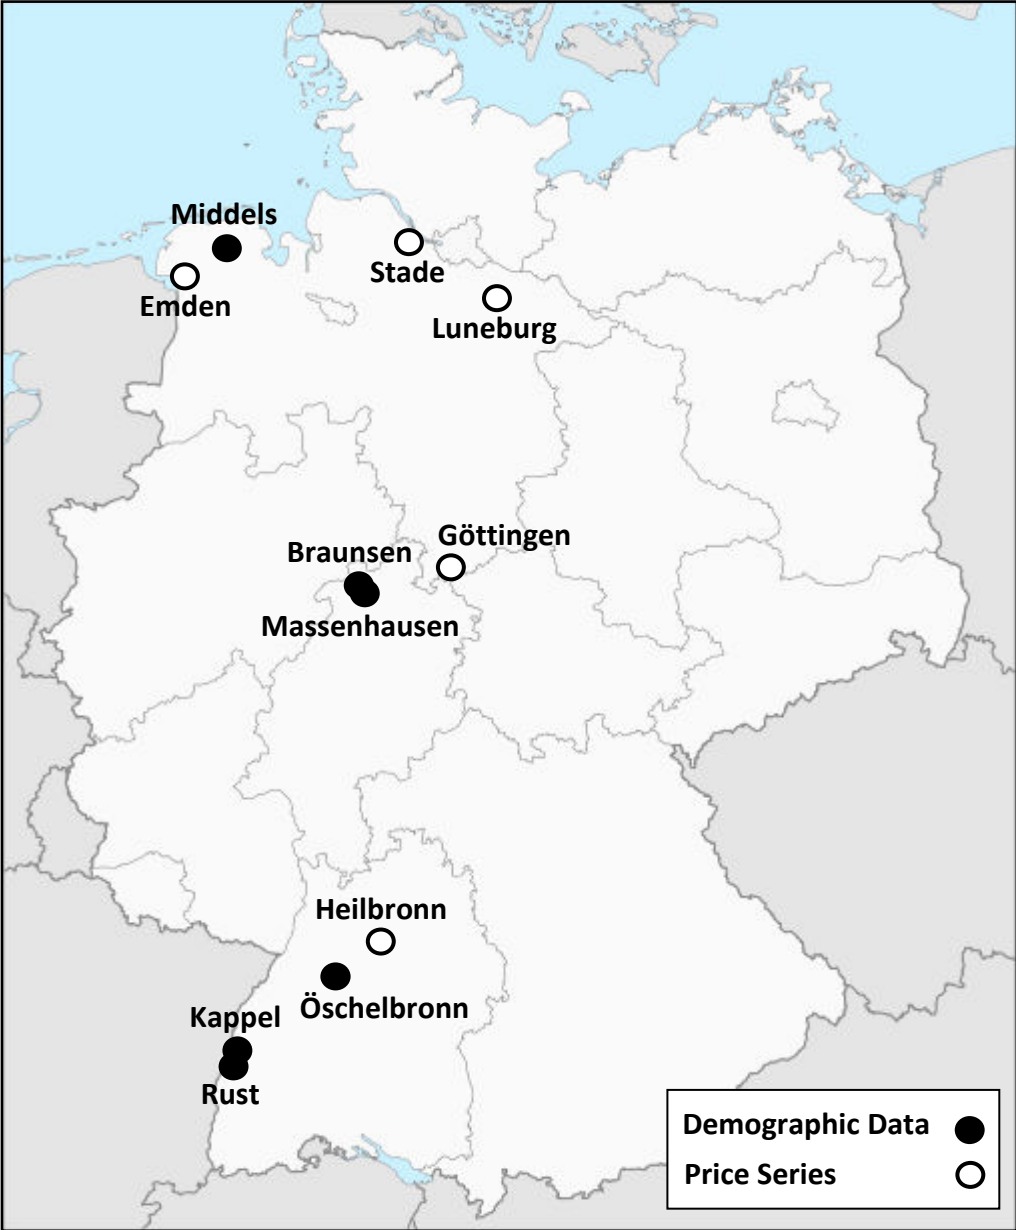 Middels
Stade
Emden
Luneburg
Göttingen
Braunsen
Massenhausen
Heilbronn
Öschelbronn
Kappel
Rust
Demographic Data
Price Series